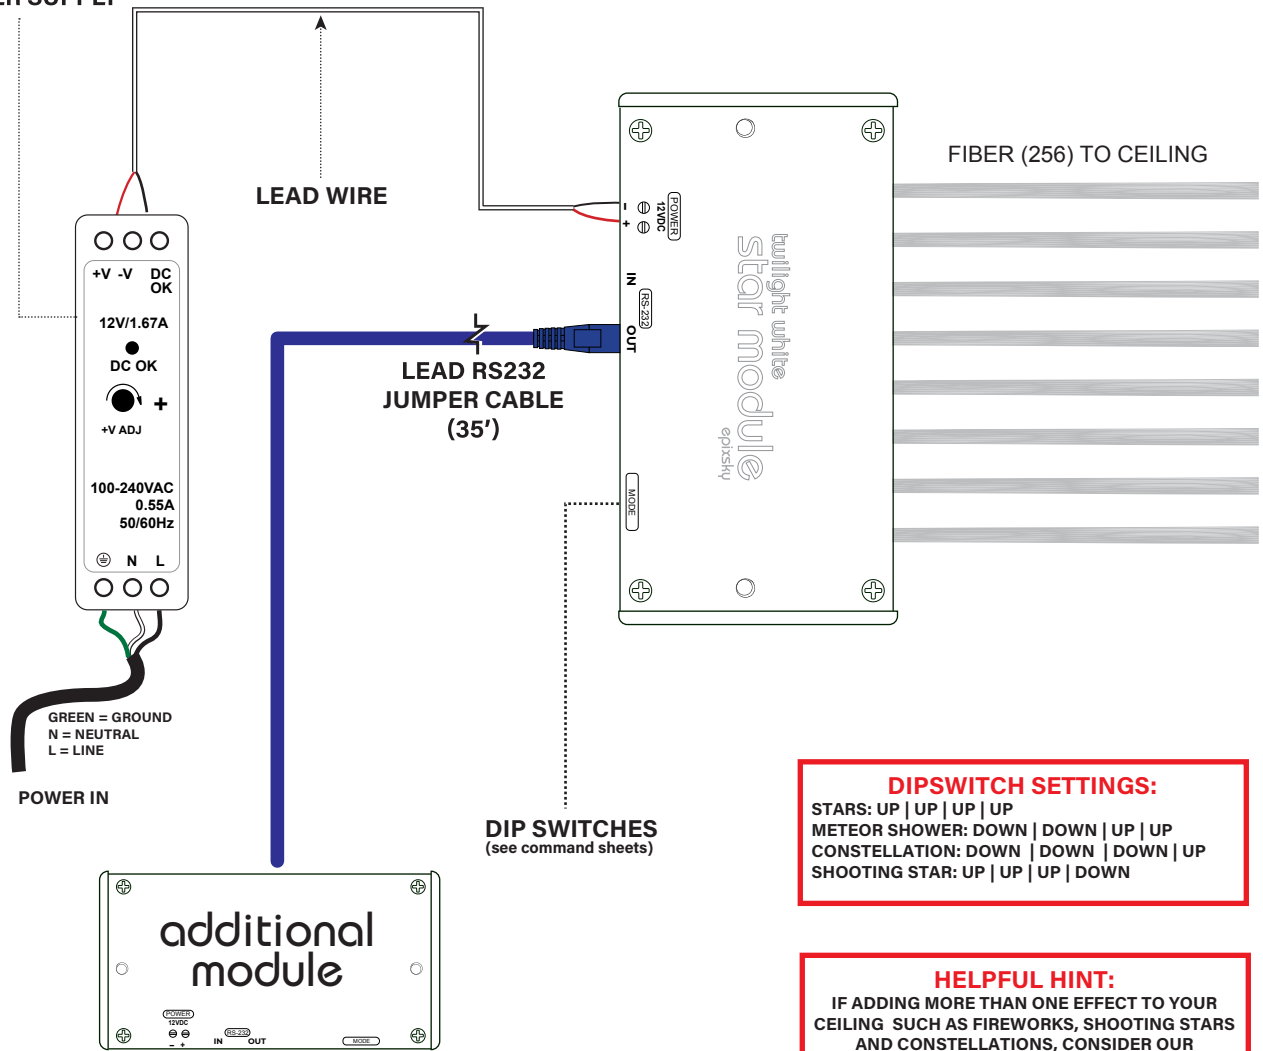 SUPPLY
LEAD WIRE
FIBER (256) TO CEILING
POWER
12VDC
- +
IN
RS-232
OUT
MODE
twilight white
star module
epixsky
+V -V DC
OK
12V/1.67A
DC OK
+
+V ADJ
100-240VAC
0.55A
50/60Hz
N L
LEAD RS232
JUMPER CABLE
(35')
GREEN = GROUND
N = NEUTRAL
L = LINE
POWER IN
DIP SWITCHES
(see command sheets)
DIPSWITCH SETTINGS:
STARS: UP | UP | UP | UP
METEOR SHOWER: DOWN | DOWN | UP | UP
CONSTELLATION: DOWN | DOWN | DOWN | UP
SHOOTING STAR: UP | UP | UP | DOWN
additional
module
POWER
12VDC
- +
RS-232
IN OUT
MODE
HELPFUL HINT:
IF ADDING MORE THAN ONE EFFECT TO YOUR
CEILING SUCH AS FIREWORKS, SHOOTING STARS
AND CONSTELLATIONS, CONSIDER OUR